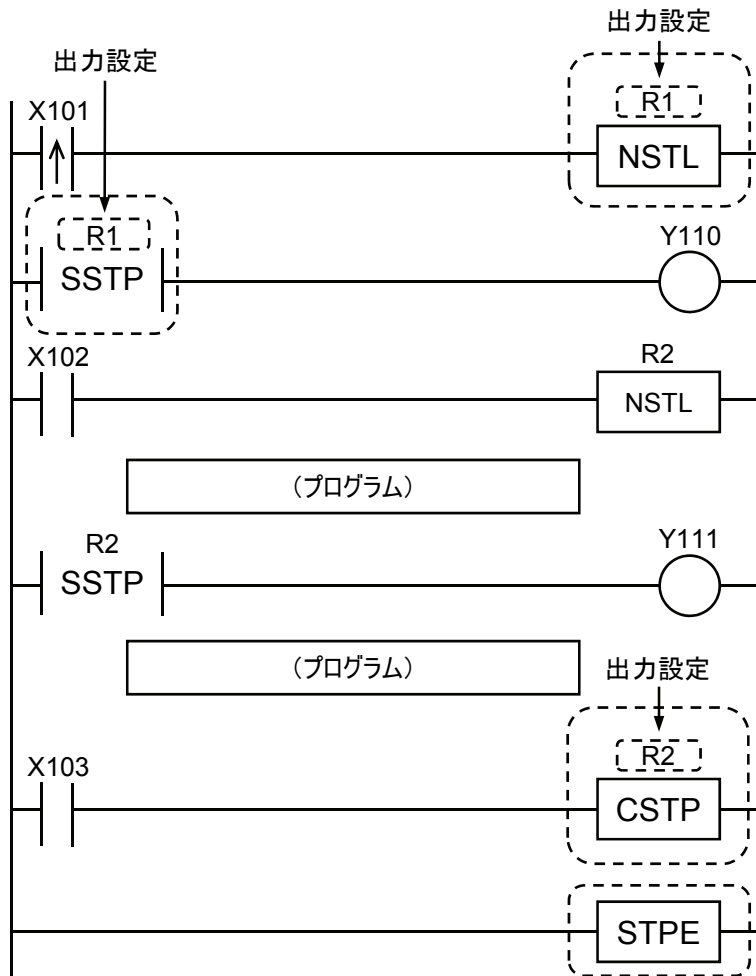 出力設定
出力設定
X101
R1
NSTL
R1
SSTP
Y110
X102
R2
NSTL
（プログラム）
R2
SSTP
Y111
（プログラム）
出力設定
X103
R2
CSTP
STPE